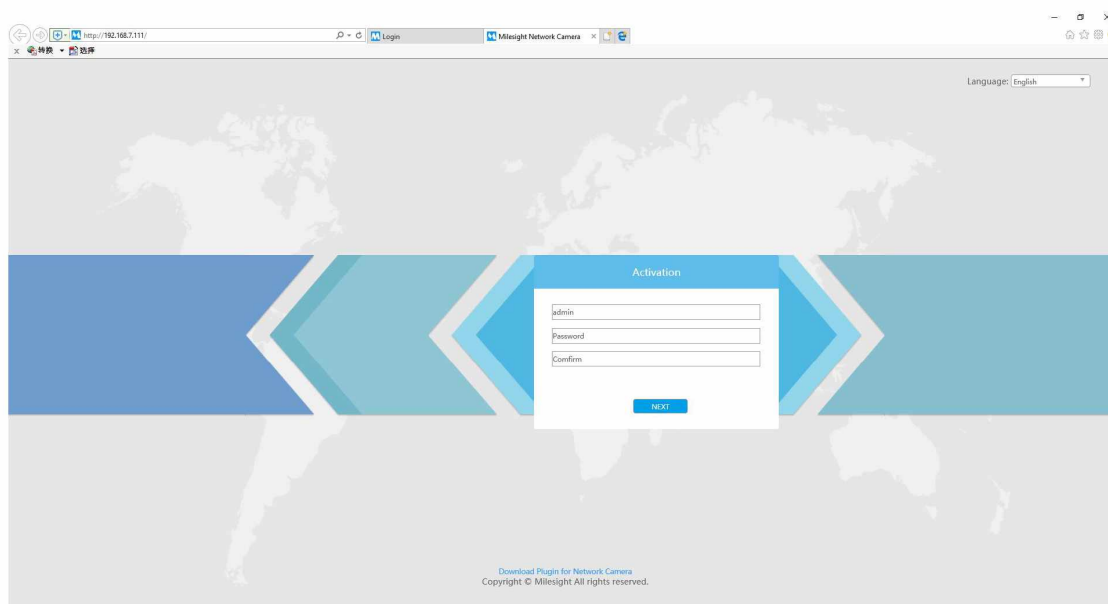 http://192.168.7.111/
Login
Milesight Network Camera
转换
选择
Language: English
Activation
admin
Password
Comfirm
NEXT
Download Plugin for Network Camera
Copyright © Milesight All rights reserved.